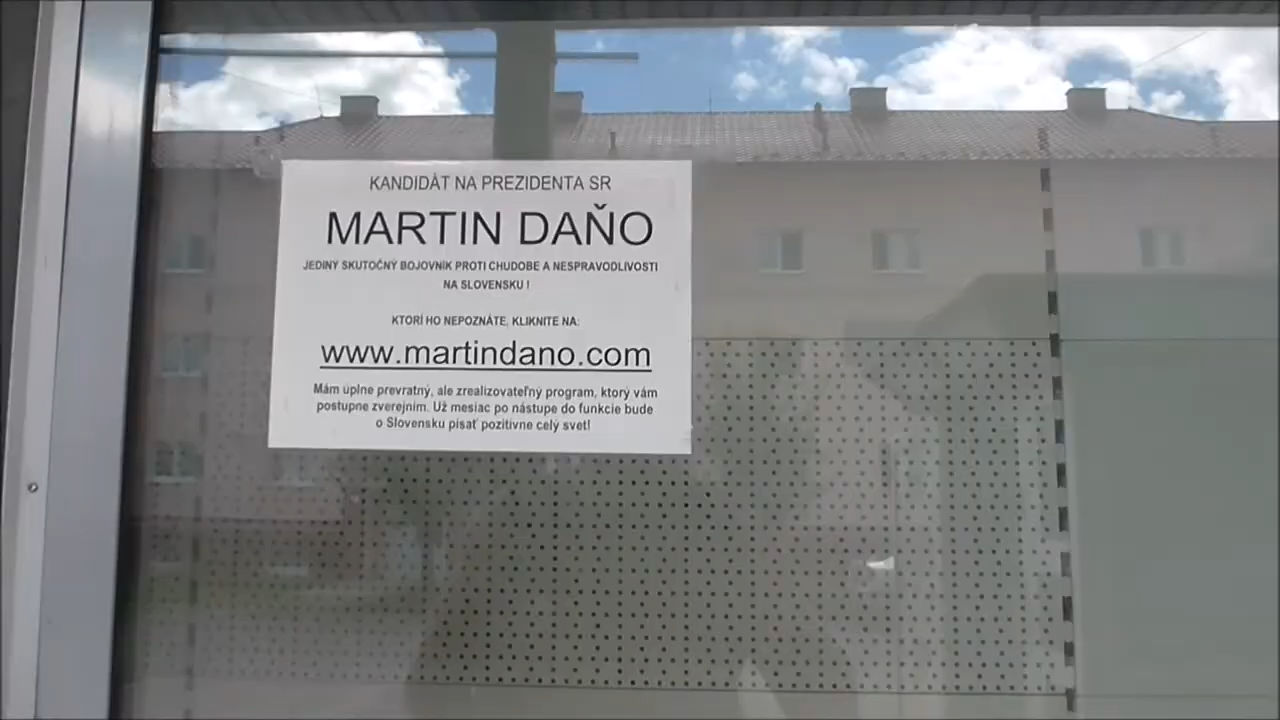 KANDIDÁT NA PREZIDENTA SR
MARTIN DAŇO
JEDINÝ SKUTOČNÝ BOJOVNÍK PROTI CHUDOBE A NESPRAVODLIVOSTI
NA SLOVENSKU !
KTORÍ HO NEPOZNÁTE, KLIKNITE NA:
www.martindano.com
Mám úplne prevratný, ale zrealizovateľný program, ktorý vám
postupne zverejním. Už mesiac po nástupe do funkcie bude
o Slovensku písať pozitívne celý svet!